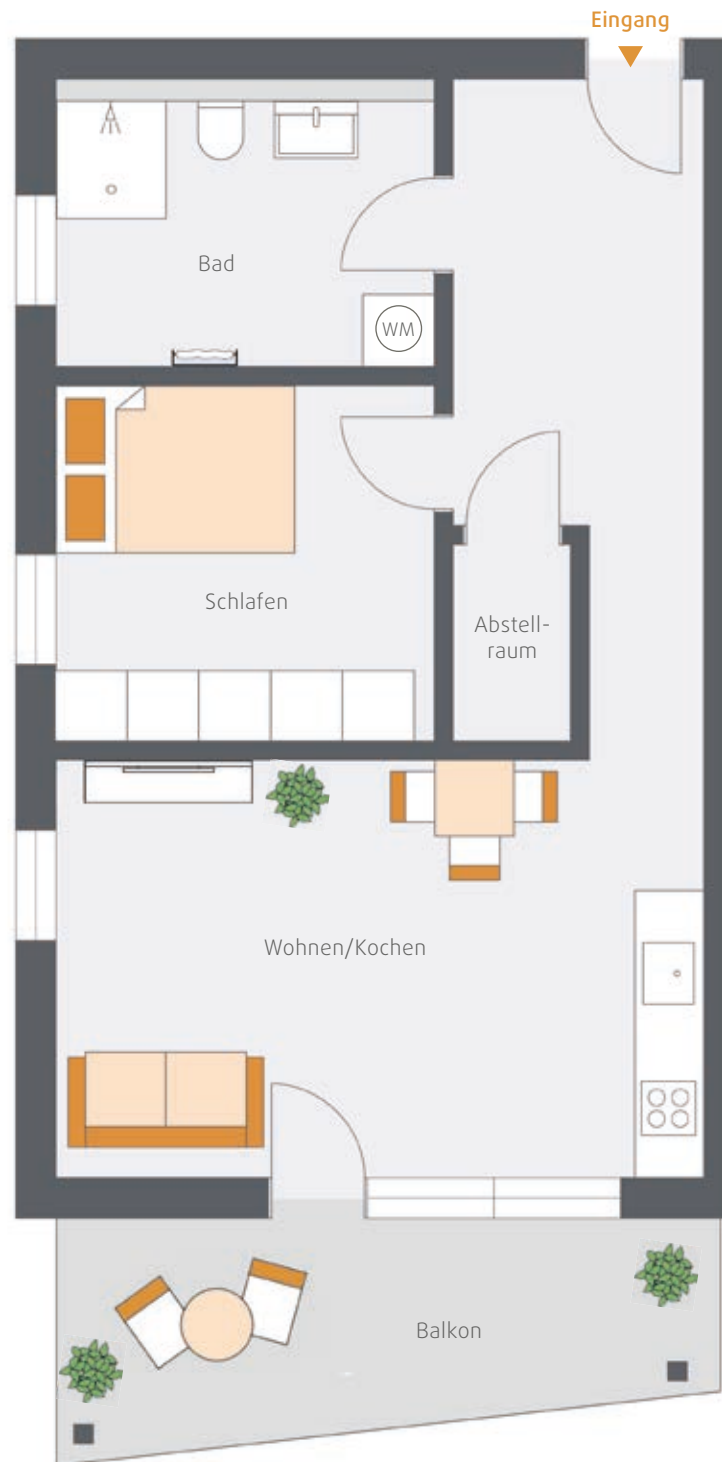 Eingang
Bad
WM
Schlafen
Abstell-
raum
Wohnen/Kochen
Balkon